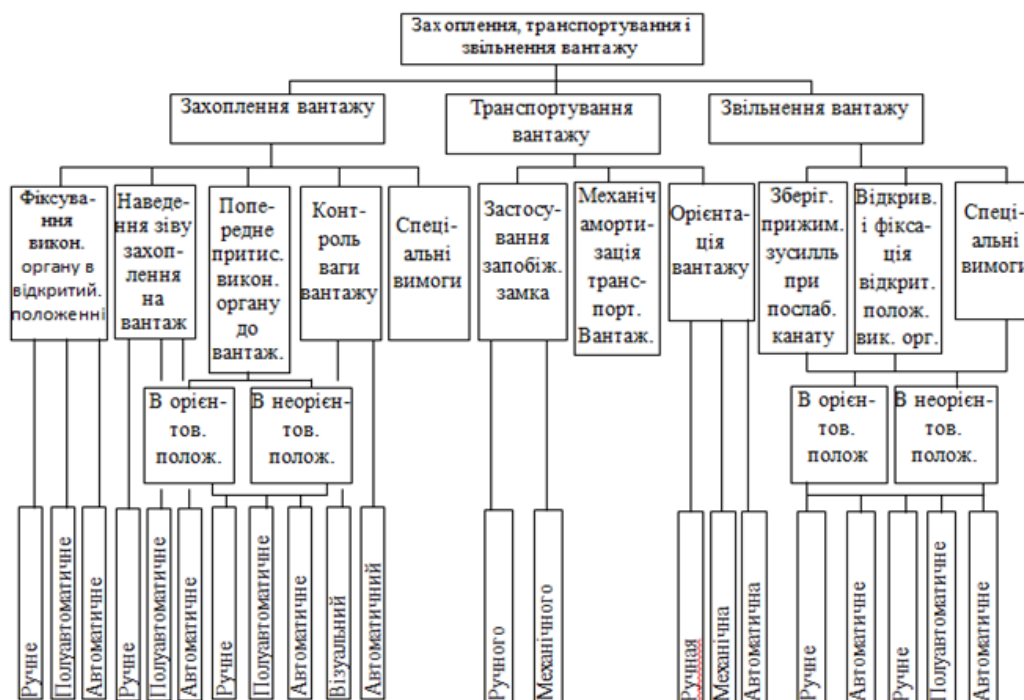 Захоплення, транспортування і
звільнення вантажу
Захоплення вантажу
Транспортування
вантажу
Звільнення вантажу
Фіксува-
ння
викон.
органу в
відкритий.
положенні
Наведе-
ння зіву
захоп-
лення
на
вантаж
Попе-
редне
притис.
викон.
органу
до
вантаж.
Конт-
роль
ваги
вантажу
Спеці-
альні
вимоги
Застосу-
вання
запобіж.
замка
Механіч
аморти-
зація
транс-
порт.
Вантаж.
Орієнта-
ція
вантажу
Зберіг.
прижим.
зусилль
при
послаб.
канату
Відкрив.
і фікса-
ція
відкрит.
полож.
вик. орг.
Спеці-
альні
вимоги
В орієн-
тов.
полож.
В неорієн-
тов.
полож.
В орієн-
тов.
полож
В неорієн-
тов.
полож.
Ручне
Полуавтоматичне
Автоматичне
Ручне
Полуавтоматичне
Автоматичне
Ручне
Полуавтоматичне
Автоматичне
Візуальний
Автоматичний
Ручного
Механічного
Ручная
Механічна
Автоматична
Ручне
Автоматичне
Ручне
Полуавтоматичне
Автоматичне